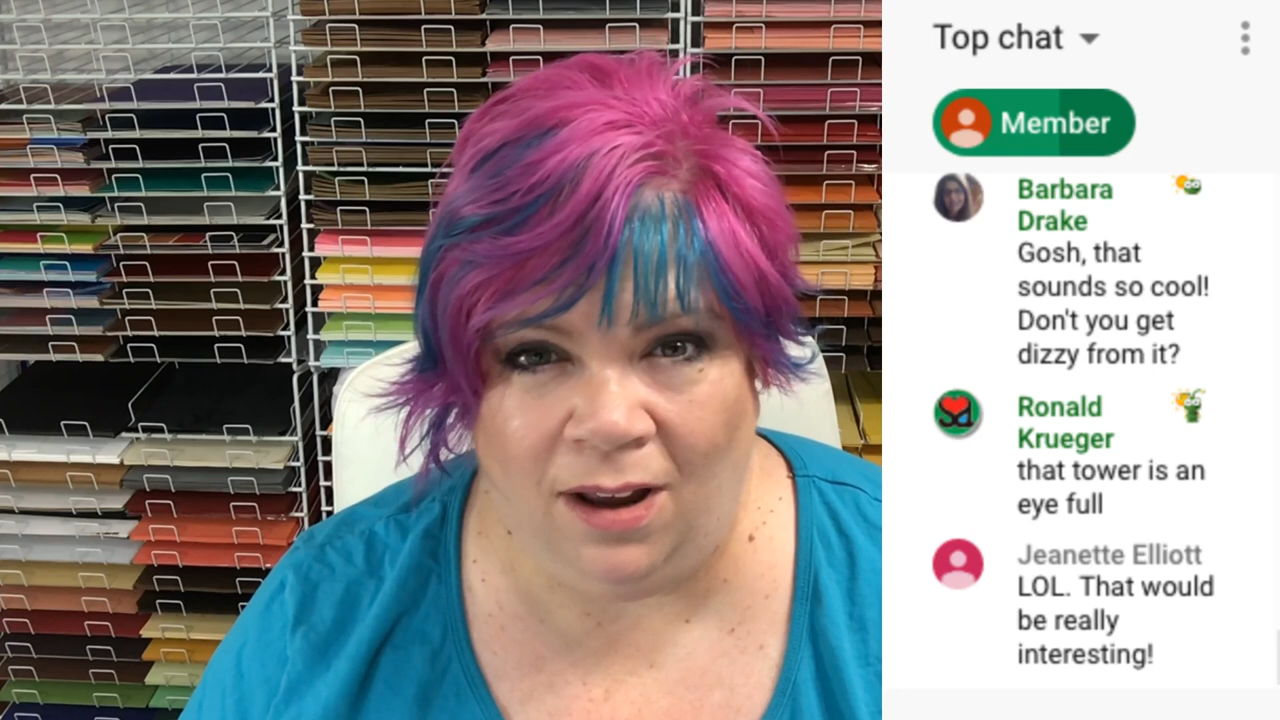 Top chat
Member
Barbara
Drake
Gosh, that
sounds so cool!
Don't you get
dizzy from it?
Ronald
Krueger
that tower is an
eye full
Jeanette Elliott
LOL. That would
be really
interesting!